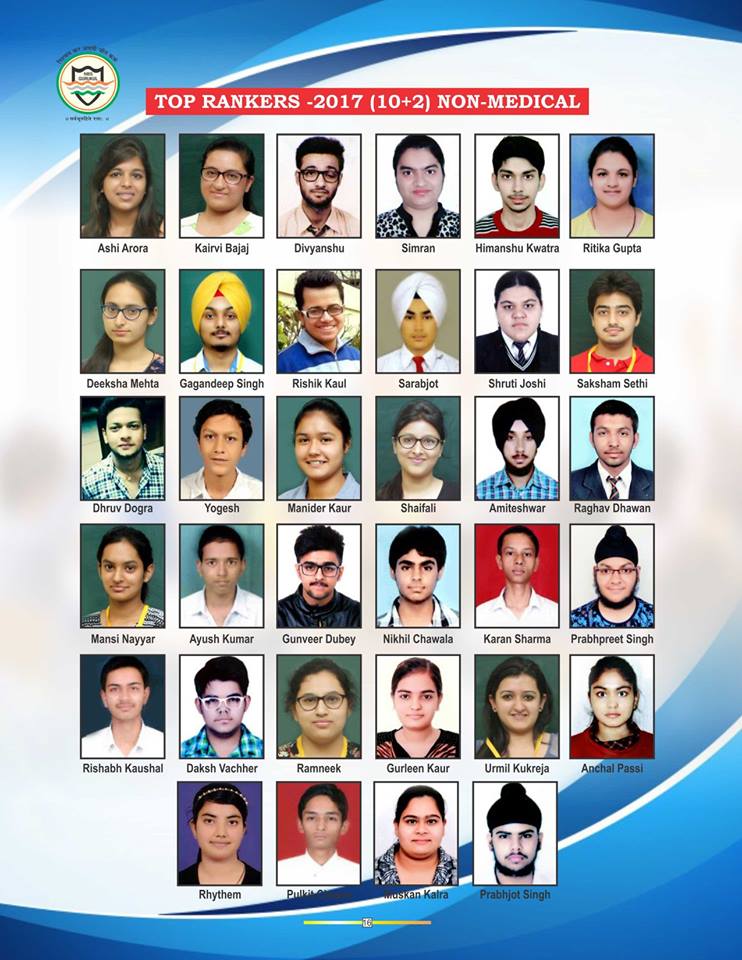 NBS
GURUKUL
TOP RANKERS -2017 (10+2) NON-MEDICAL
Ashi Arora Kairvi Bajaj Divyanshu Simran Himanshu Kwatra Ritika Gupta
Deeksha Mehta Gagandeep Singh Rishik Kaul Sarabjot Shruti Joshi Saksham Sethi
Dhruv Dogra Yogesh Manider Kaur Shaifali Amiteshwar Raghav Dhawan
Mansi Nayyar Ayush Kumar Gunveer Dubey Nikhil Chawala Karan Sharma Prabhpreet Singh
Rishabh Kaushal Daksh Vachher Ramneek Gurleen Kaur Urmil Kukreja Anchal Passi
Rhythem Pulkit Muskan Kalra Prabhjot Singh
16